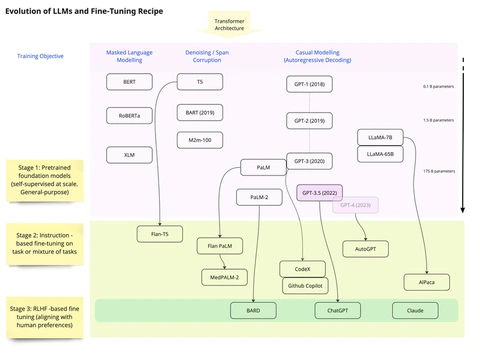 Evolution of LLMs and Fine-Tuning Recipe
Transformer
Architecture
Training Objective
Masked Language
Modelling
Denoising / Span
Corruption
Casual Modelling
(Autoregressive Decoding)
BERT
T5
GPT-1 (2018)
0.1 B parameters
RoBERTa
BART (2019)
GPT-2 (2019)
1.5 B parameters
M2m-100
LLaMA-7B
LLaMA-65B
XLM
PaLM
GPT-3 (2020)
175 B parameters
Stage 1: Pretrained
foundation models
(self-supervised at scale.
General-purpose)
PaLM-2
GPT-3.5 (2022)
GPT-4 (2023)
Stage 2: Instruction -
based fine-tuning on
task or mixture of tasks
Flan-T5
Flan PaLM
AutoGPT
MedPALM-2
CodeX
Github Copilot
AlPaca
Stage 3: RLHF -based fine
tuning (aligning with
human preferences)
BARD
ChatGPT
Claude